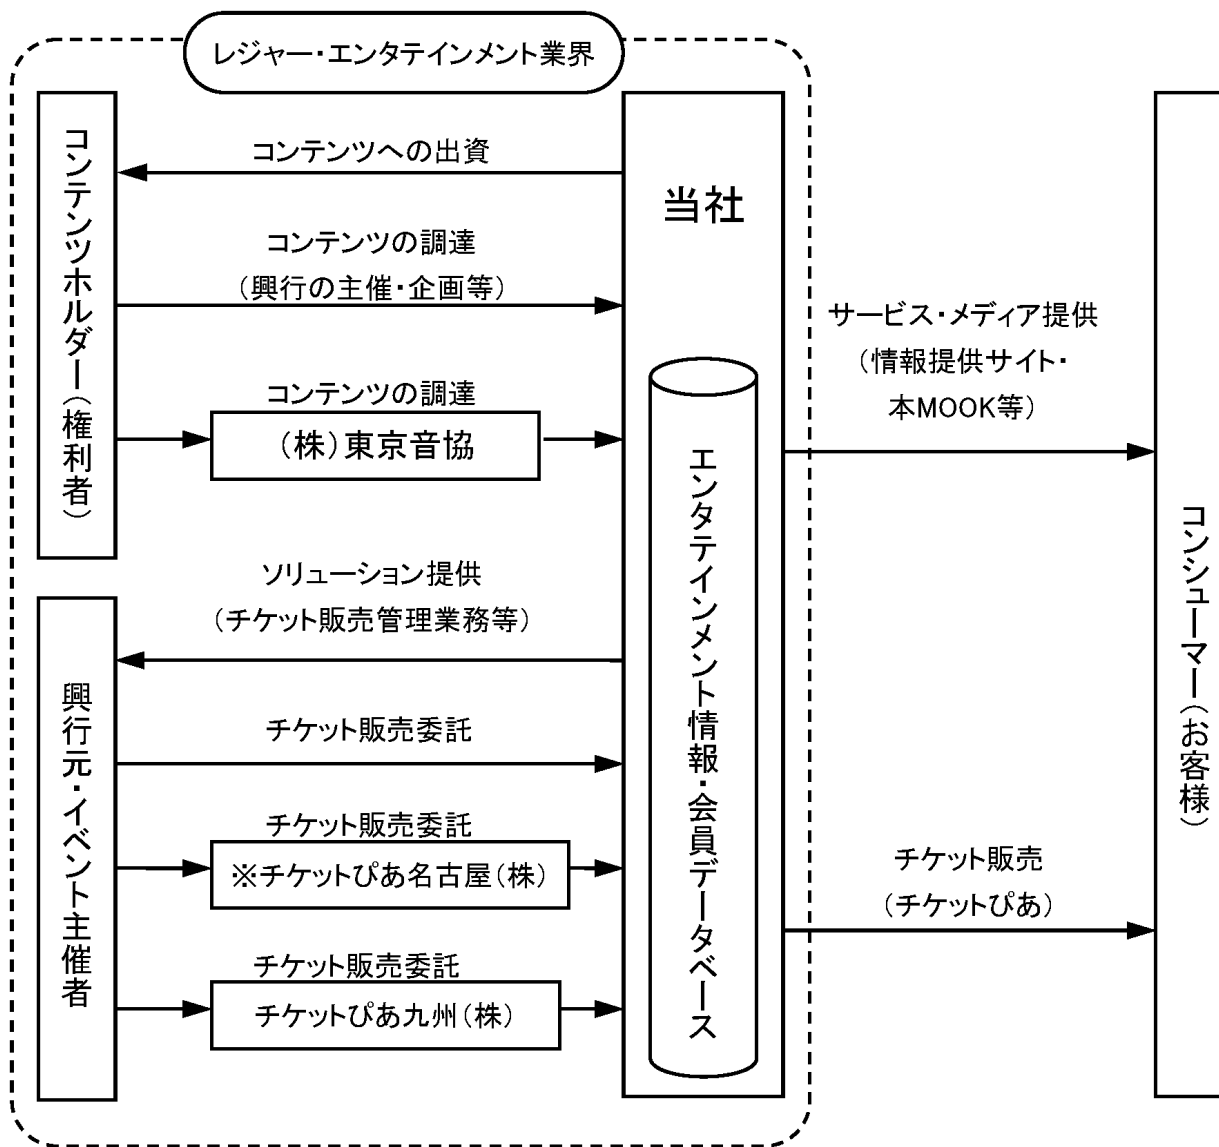 レジャー・エンタテインメント業界
コンテンツホルダー(権利者)
コンテンツへの出資
コンテンツの調達
(興行の主催・企画等)
コンテンツの調達
(株)東京音協
当社
エンタテインメント情報・会員データベース
サービス・メディア提供
(情報提供サイト・
本MOOK等)
ソリューション提供
(チケット販売管理業務等)
興行元・イベント主催者
チケット販売委託
チケット販売委託
※チケットぴあ名古屋(株)
チケット販売委託
チケットぴあ九州(株)
チケット販売
(チケットぴあ)
コンシューマー(お客様)